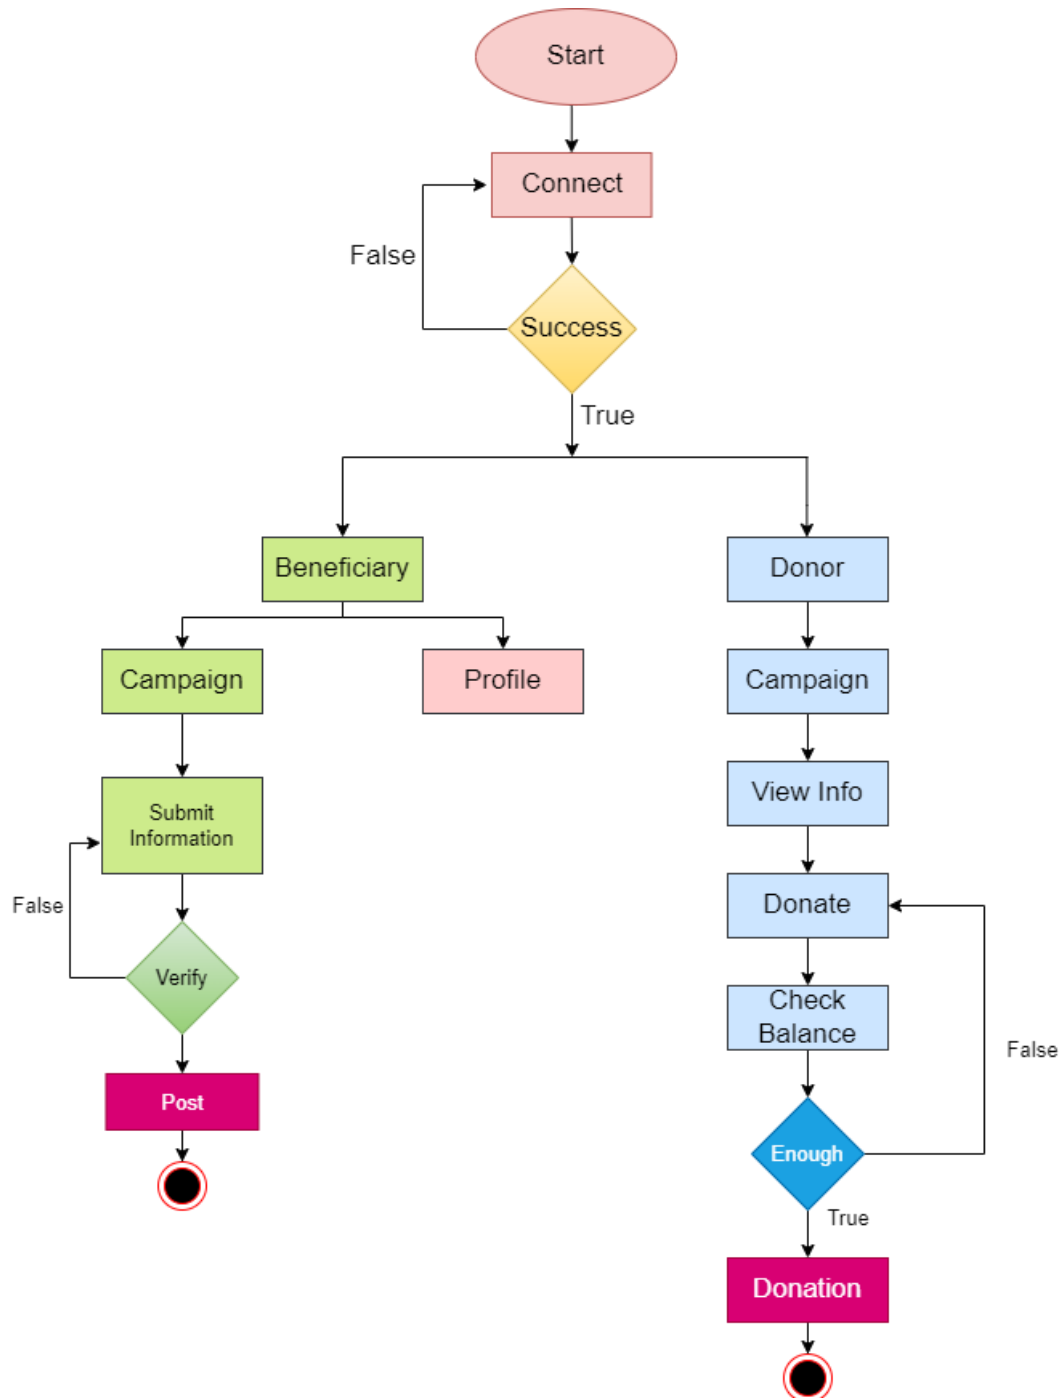 Start
Connect
False
Success
True
Beneficiary
Donor
Campaign
Profile
Campaign
Submit
Information
View Info
False
Donate
Verify
Check
Balance
False
Post
Enough
True
Donation